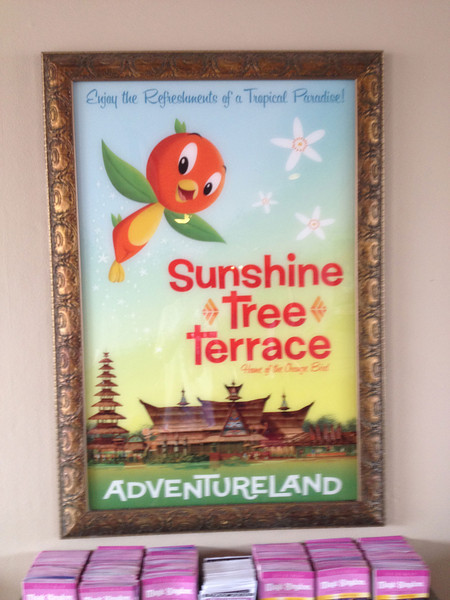 Enjoy the Refreshments of a Tropical Paradise!
Sunshine
Tree
Terrace
Home of the Orange Bird
ADVENTURELAND